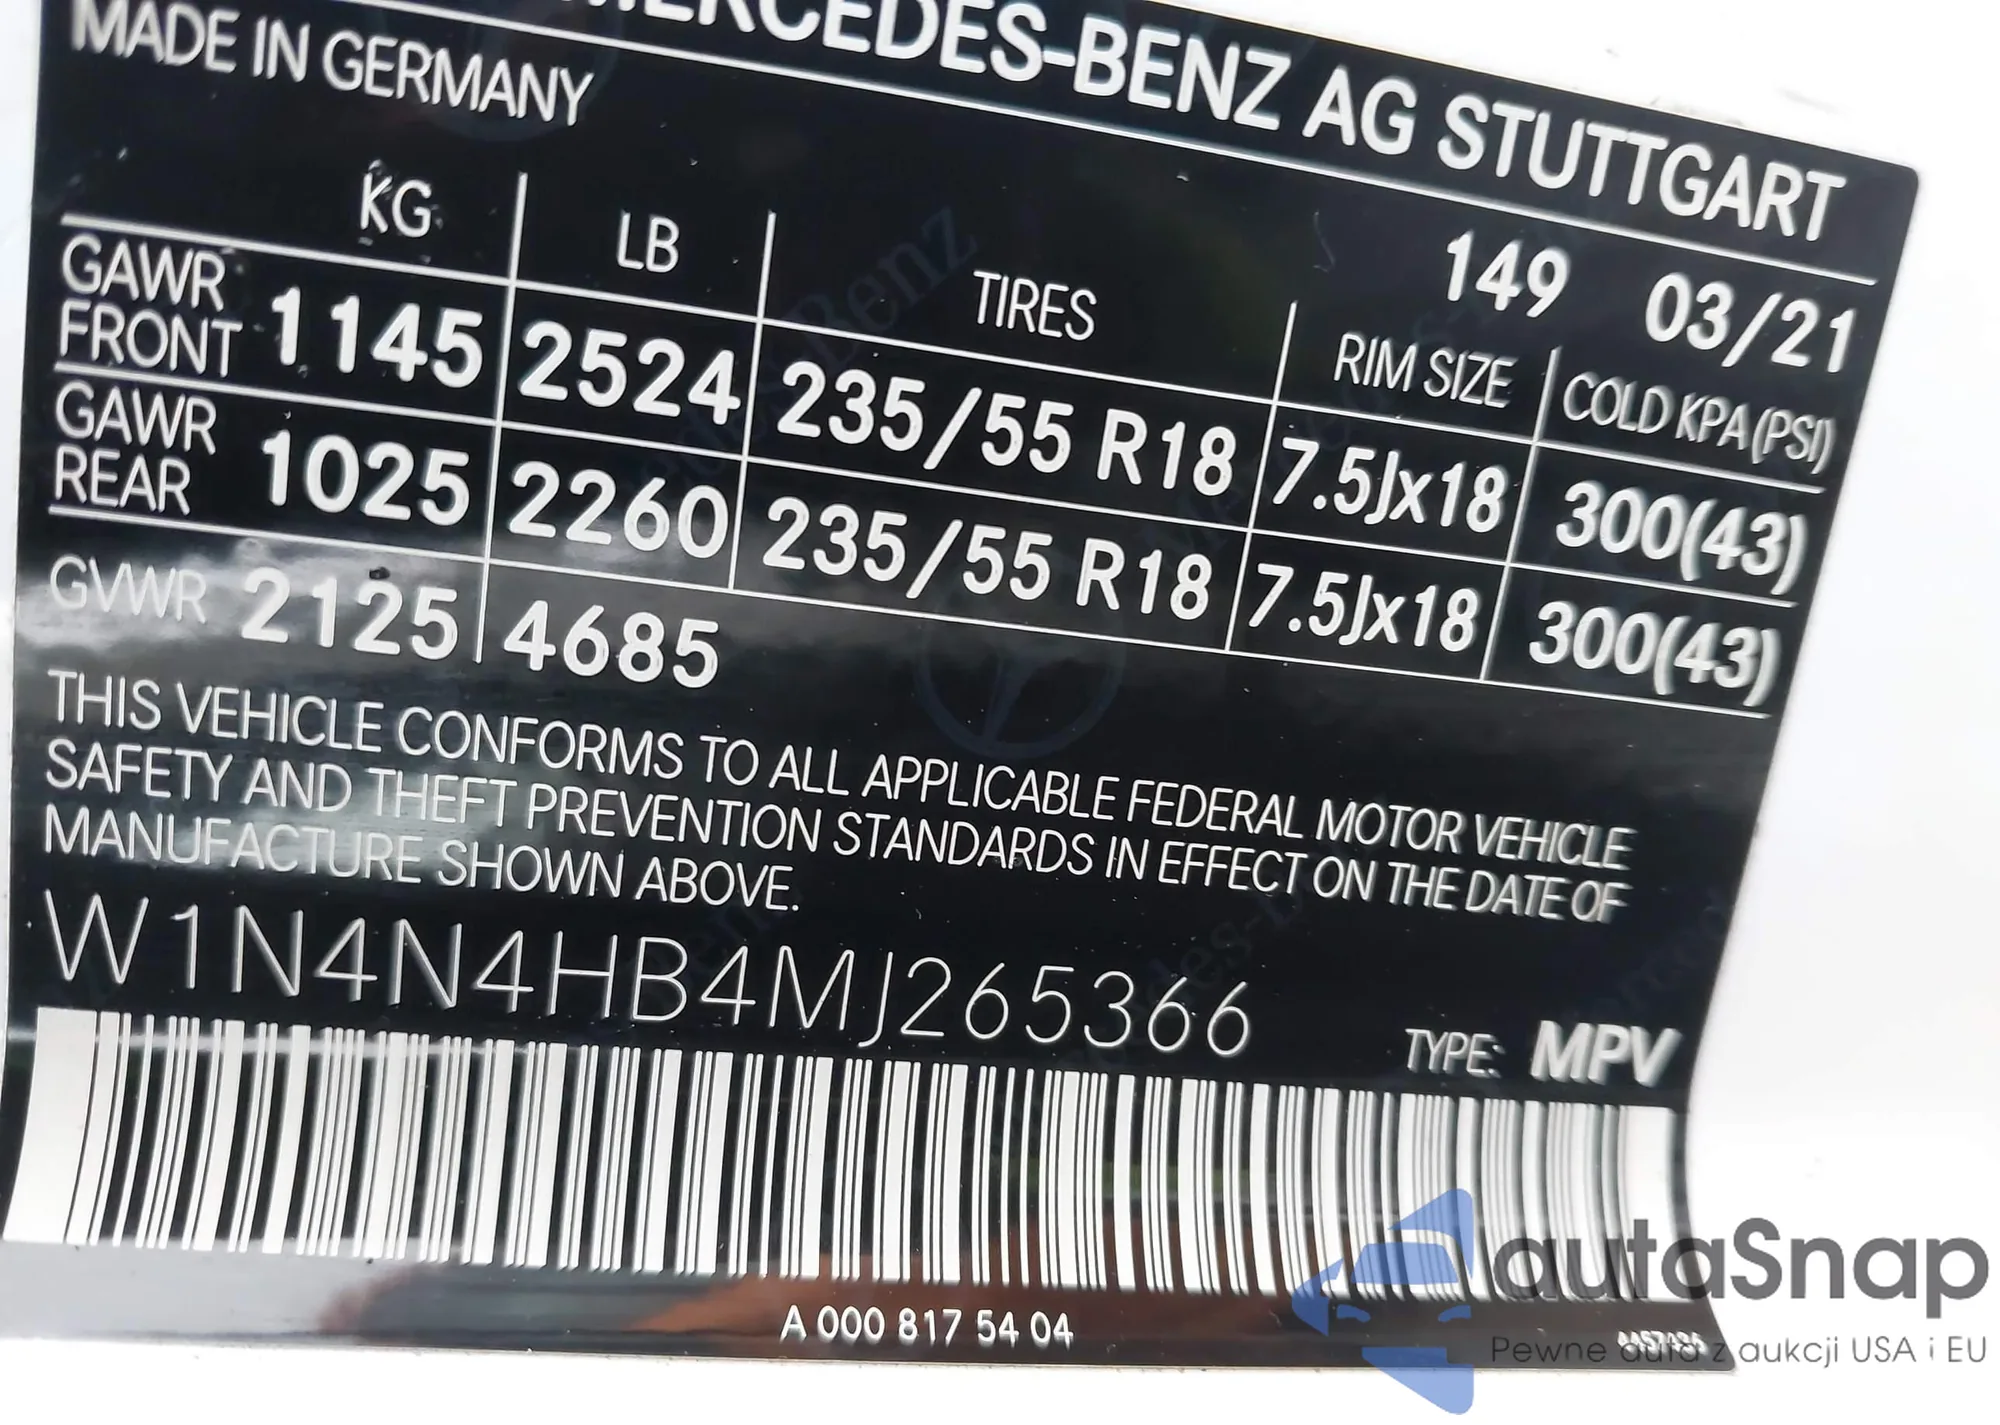 MERCEDES-BENZ AG STUTTGART
MADE IN GERMANY
149 03/21
KG LB TIRES RIM SIZE COLD KPA (PSI)
GAWR FRONT 1145 2524 235/55 R18 7.5Jx18 300(43)
GAWR REAR 1025 2260 235/55 R18 7.5Jx18 300(43)
GVWR 2125 4685
THIS VEHICLE CONFORMS TO ALL APPLICABLE FEDERAL MOTOR VEHICLE
SAFETY AND THEFT PREVENTION STANDARDS IN EFFECT ON THE DATE OF
MANUFACTURE SHOWN ABOVE.
W1N4N4HB4MJ265366
TYPE: MPV
A 000 817 54 04
autaSnap
Pewne auta z aukcji USA i EU